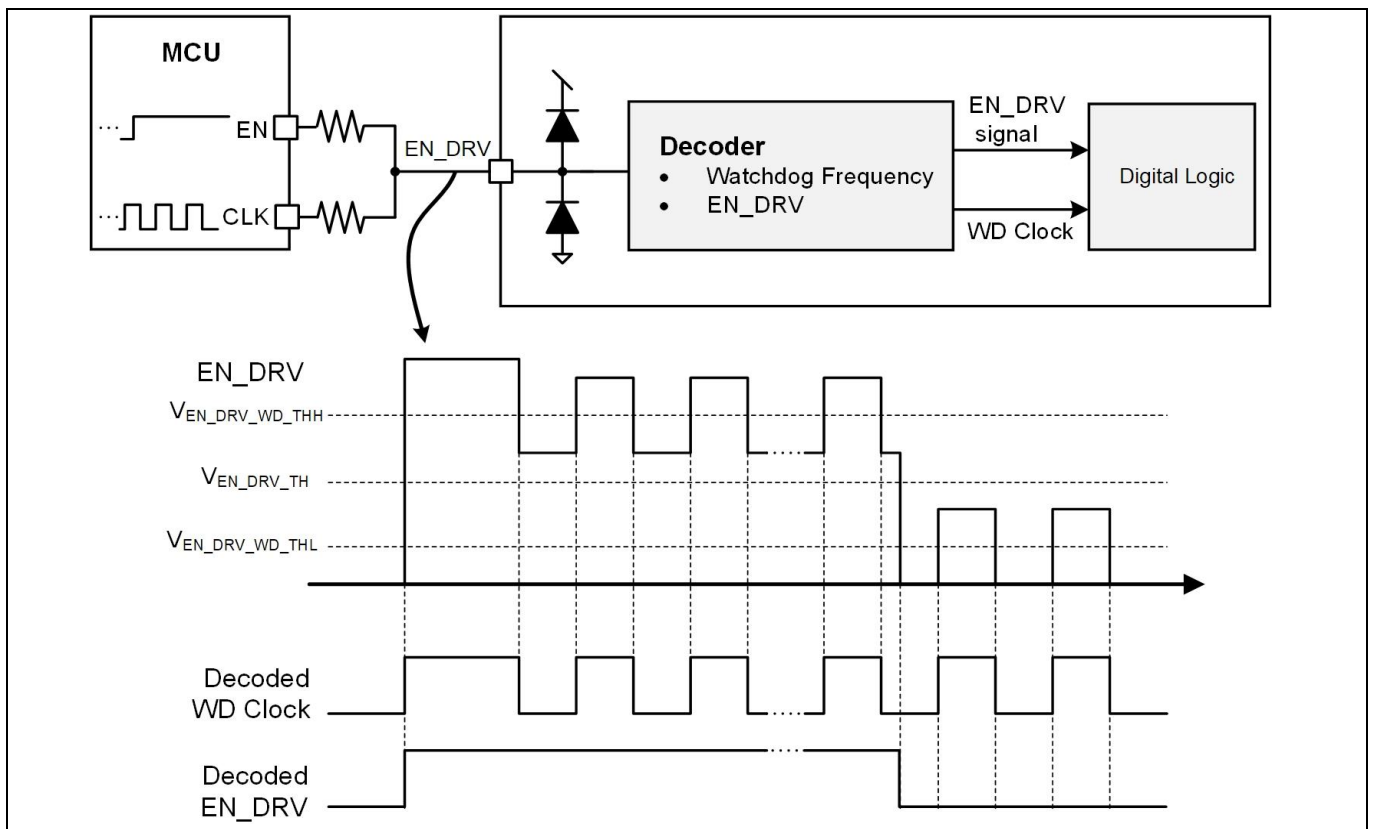 MCU
··· EN
EN_DRV
··· CLK
Decoder
• Watchdog Frequency
• EN_DRV
EN_DRV
signal
WD Clock
Digital Logic
EN_DRV
VEN_DRV_WD_THH
VEN_DRV_TH
VEN_DRV_WD_THL
Decoded
WD Clock
Decoded
EN_DRV